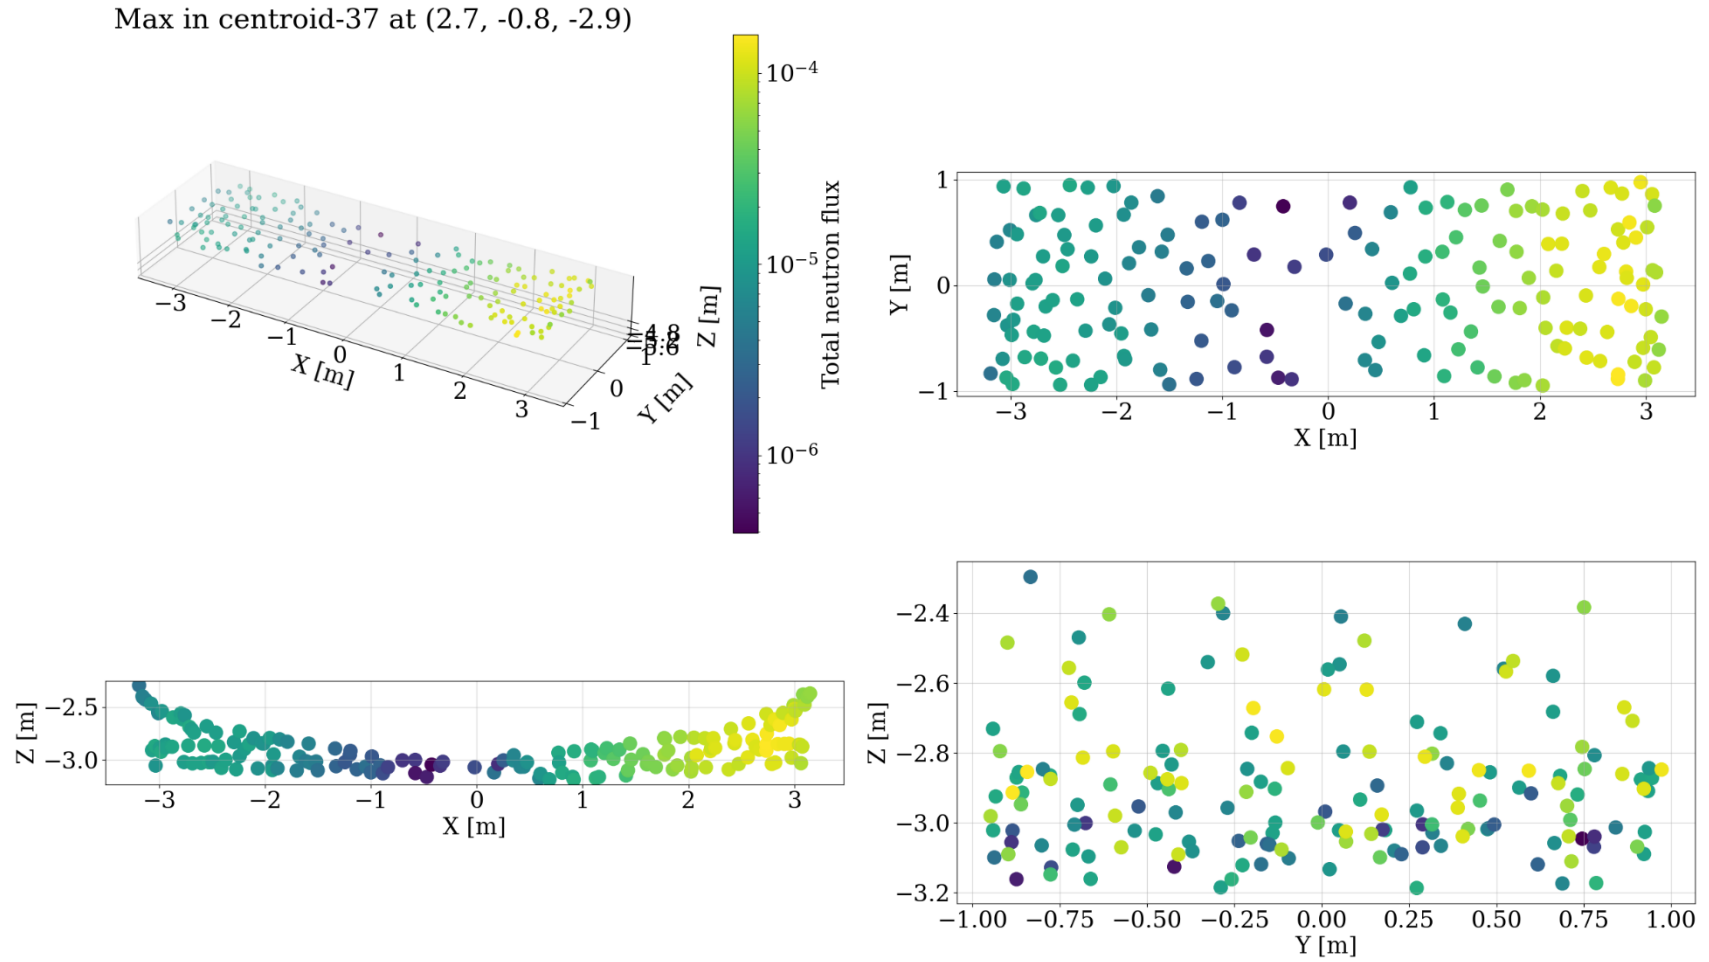 Max in centroid-37 at (2.7, -0.8, -2.9)
−3
−2
−1
0
1
2
3
X [m]
−1
0
1
Y [m]
−4.8
Z [m]
10⁻⁴
10⁻⁵
10⁻⁶
Total neutron flux
1
0
−1
Y [m]
−3 −2 −1 0 1 2 3
X [m]
−2.5
−3.0
Z [m]
−3 −2 −1 0 1 2 3
X [m]
−2.4
−2.6
−2.8
−3.0
−3.2
Z [m]
−1.00 −0.75 −0.50 −0.25 0.00 0.25 0.50 0.75 1.00
Y [m]